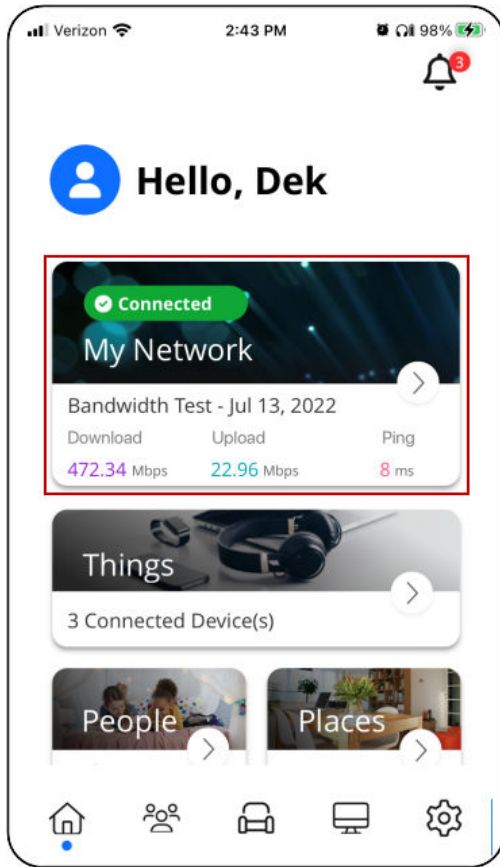 Verizon 2:43 PM 98%
3
Hello, Dek
Connected
My Network
Bandwidth Test - Jul 13, 2022
Download Upload Ping
472.34 Mbps 22.96 Mbps 8 ms
Things
3 Connected Device(s)
People Places